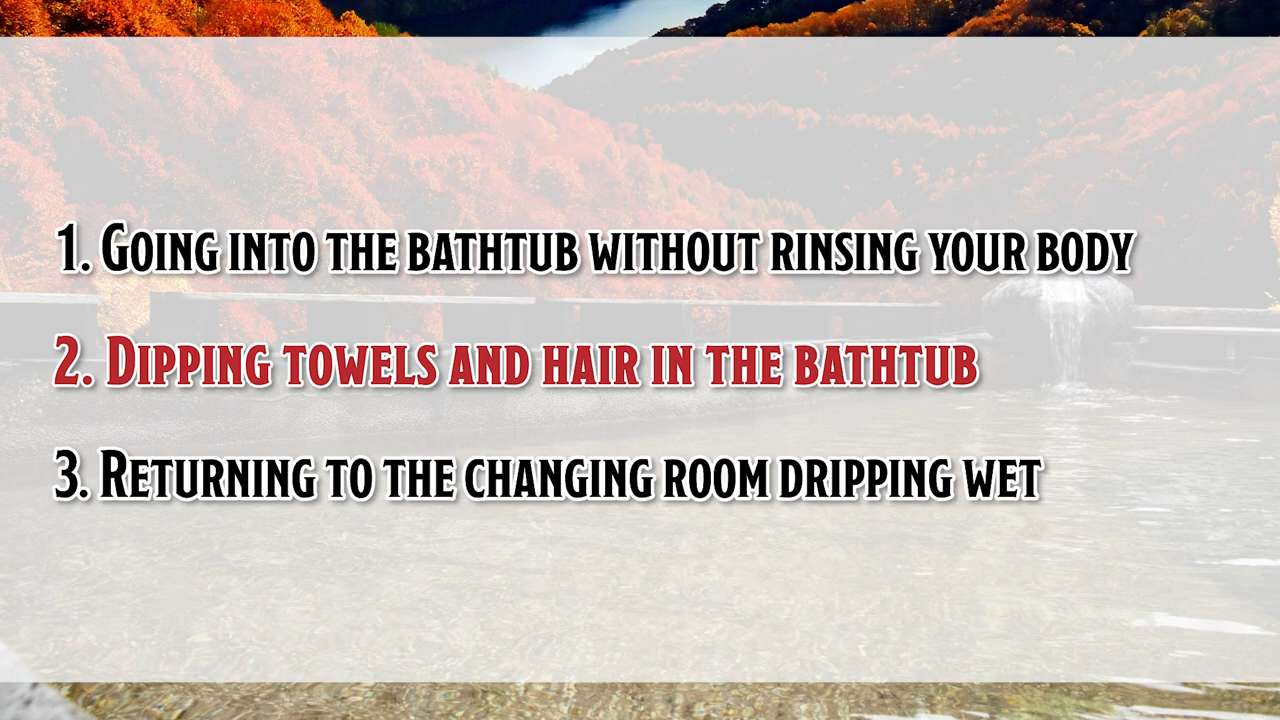 1. Going into the bathtub without rinsing your body
2. Dipping towels and hair in the bathtub
3. Returning to the changing room dripping wet